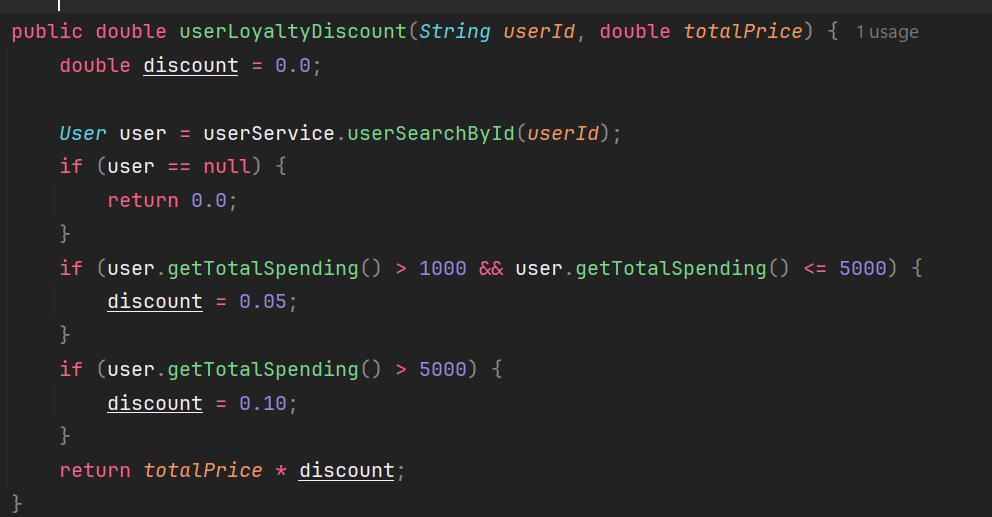 public double userLoyaltyDiscount(String userId, double totalPrice) { 1 usage
    double discount = 0.0;

    User user = userService.userSearchById(userId);
    if (user == null) {
        return 0.0;
    }
    if (user.getTotalSpending() > 1000 && user.getTotalSpending() <= 5000) {
        discount = 0.05;
    }
    if (user.getTotalSpending() > 5000) {
        discount = 0.10;
    }
    return totalPrice * discount;
}